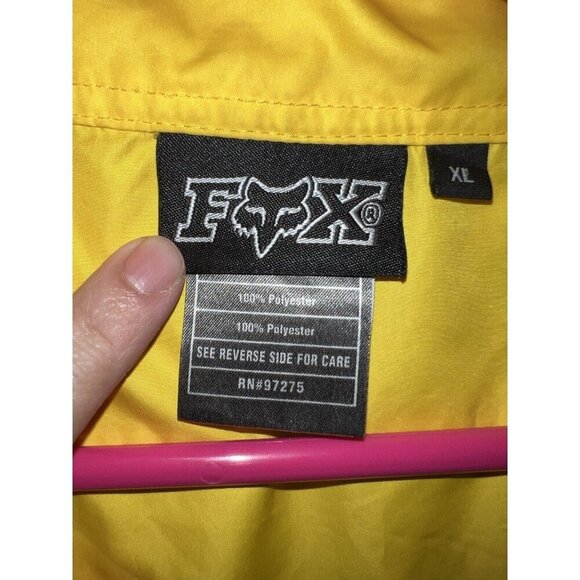 FOX®
XL
100% Polyester
100% Polyester
SEE REVERSE SIDE FOR CARE
RN#97275